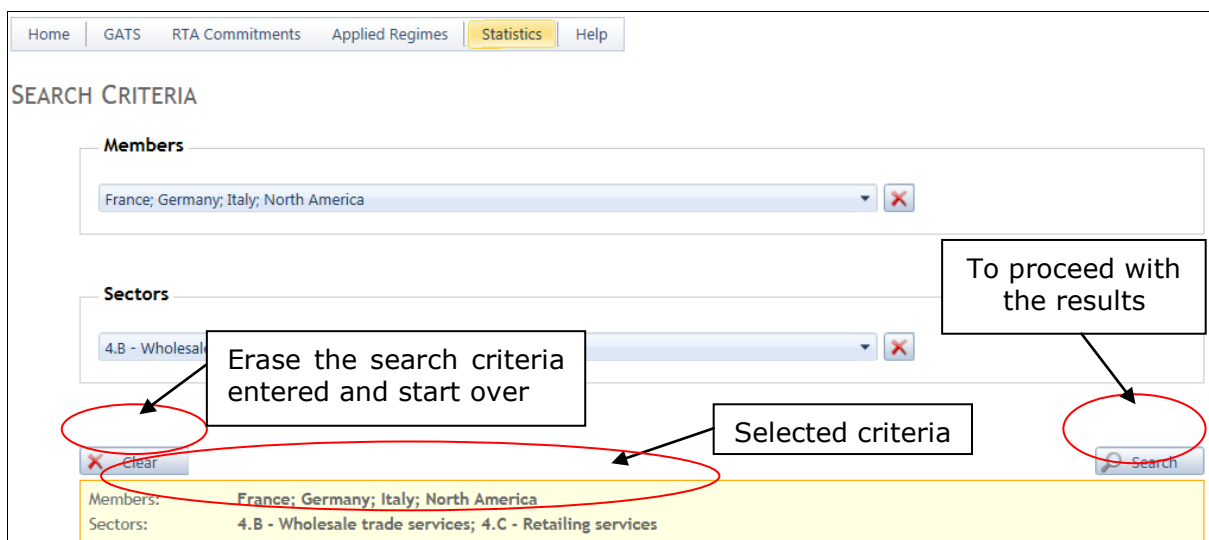 Home GATS RTA Commitments Applied Regimes Statistics Help
SEARCH CRITERIA
Members
France; Germany; Italy; North America
To proceed with
the results
Sectors
4.B - Wholesale
Erase the search criteria
entered and start over
Selected criteria
Clear
Search
Members: France; Germany; Italy; North America
Sectors: 4.B - Wholesale trade services; 4.C - Retailing services